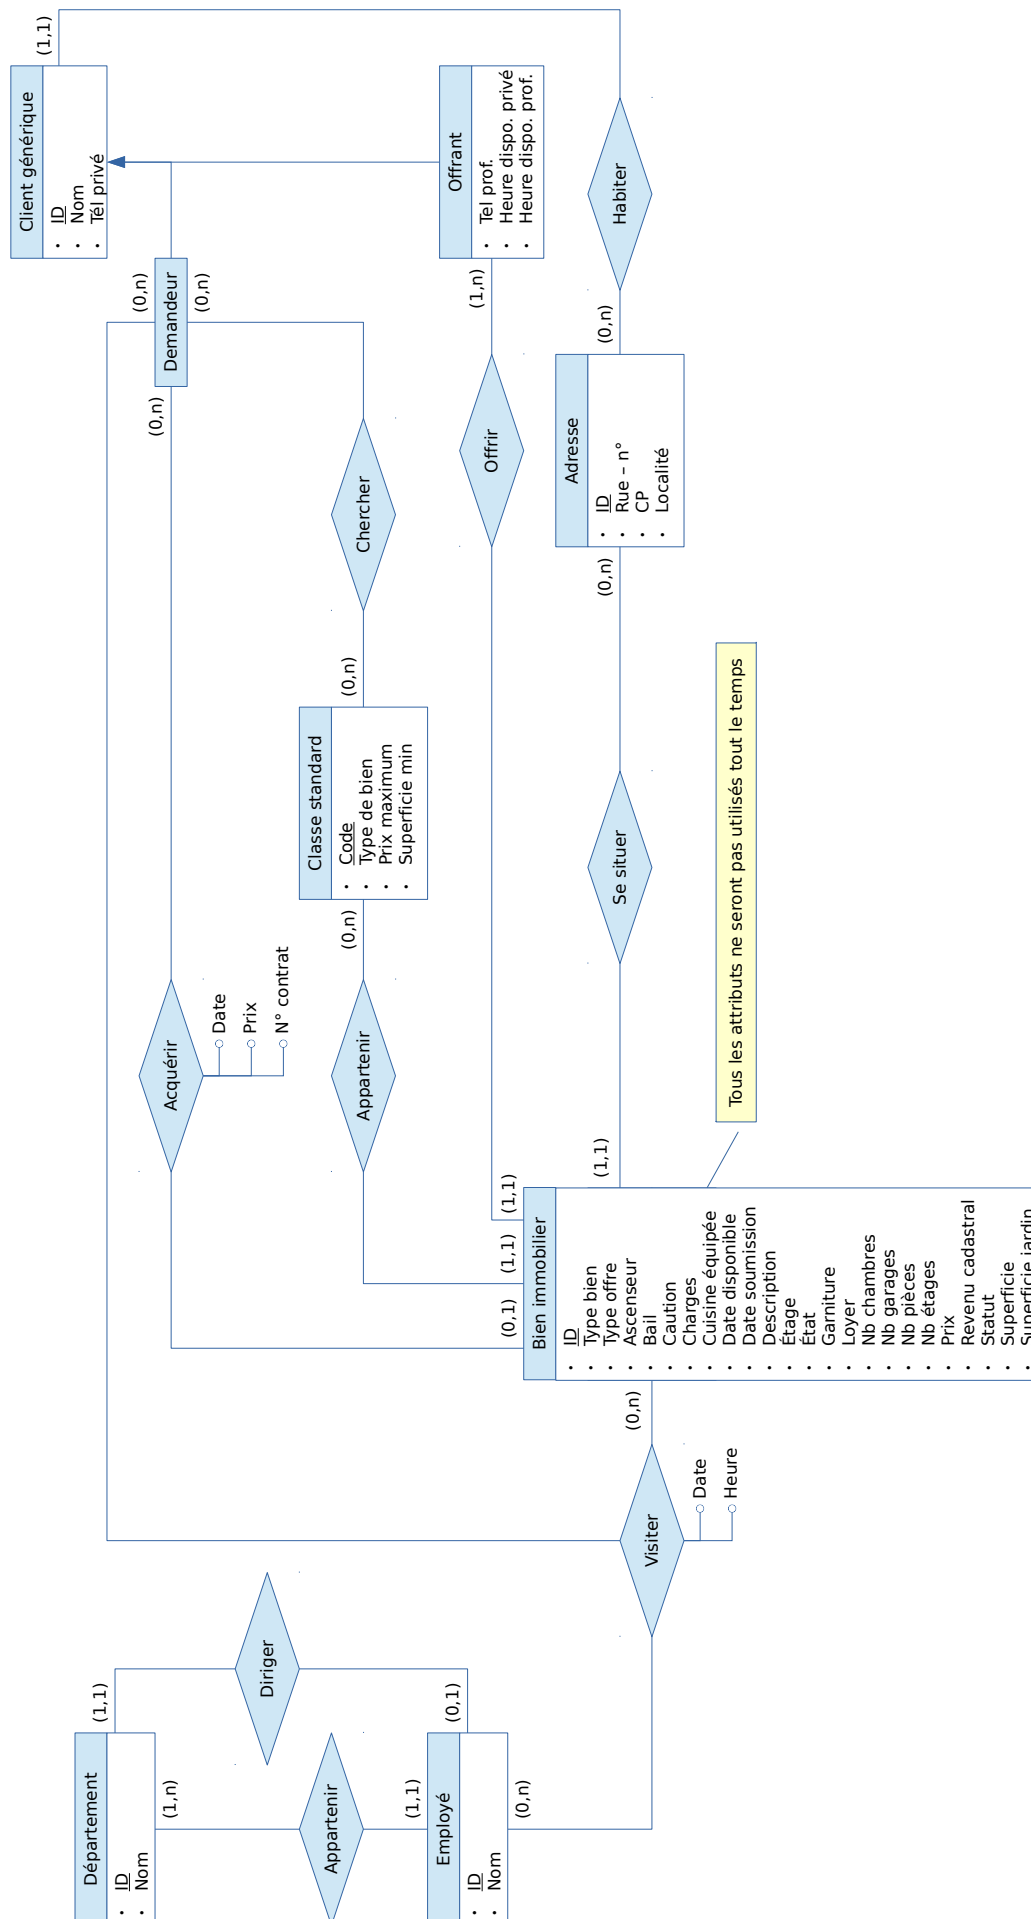 Département
ID
Nom
(1,1)
(1,n)
Diriger
Appartenir
(0,1)
(1,1)
Employé
ID
Nom
(0,n)
Visiter
Date
Heure
(0,n)
Client générique
ID
Nom
Tél privé
(1,1)
Demandeur
(0,n)
(0,n)
(0,n)
Acquérir
Date
Prix
N° contrat
Chercher
(0,n)
Classe standard
Code
Type de bien
Prix maximum
Superficie min
(0,n)
Appartenir
Offrant
Tel prof.
Heure dispo. privé
Heure dispo. prof.
(1,n)
Offrir
Habiter
(0,n)
Adresse
ID
Rue – n°
CP
Localité
(0,n)
Se situer
(1,1)
(1,1)
(1,1)
(0,1)
Bien immobilier
ID
Type bien
Type offre
Ascenseur
Bail
Caution
Charges
Cuisine équipée
Date disponible
Date soumission
Description
Étage
État
Garniture
Loyer
Nb chambres
Nb garages
Nb pièces
Nb étages
Prix
Revenu cadastral
Statut
Superficie
Superficie jardin
Tous les attributs ne seront pas utilisés tout le temps